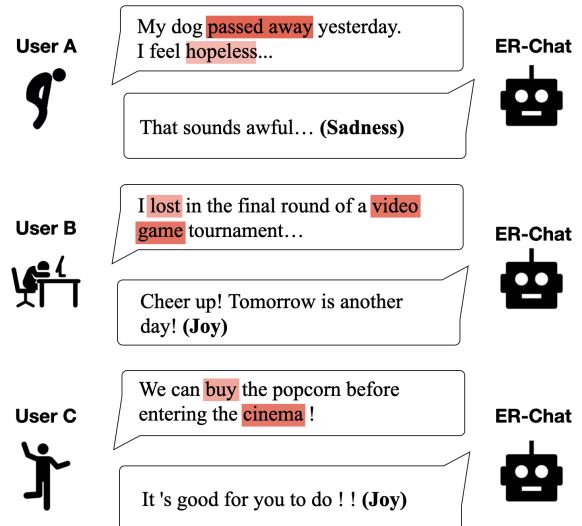 User A
My dog passed away yesterday.
I feel hopeless...
ER-Chat
That sounds awful… (Sadness)
User B
I lost in the final round of a video
game tournament…
ER-Chat
Cheer up! Tomorrow is another
day! (Joy)
User C
We can buy the popcorn before
entering the cinema !
ER-Chat
It 's good for you to do ! ! (Joy)